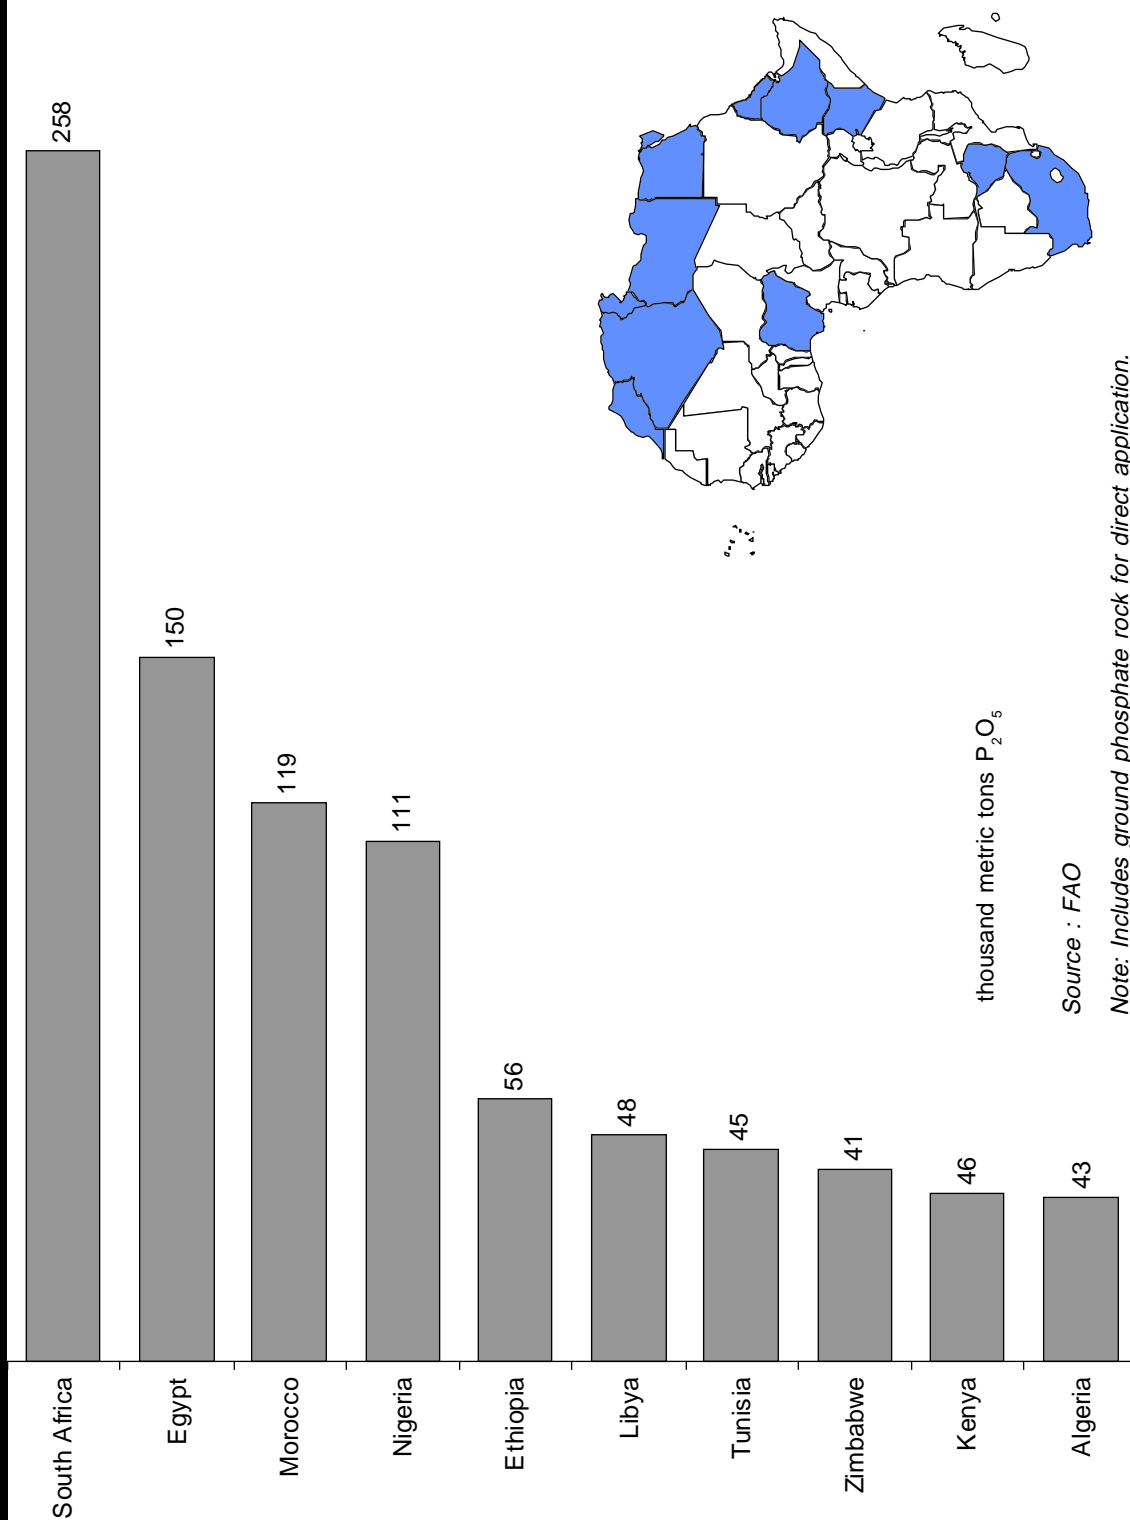 258
150
119
111
56
48
45
41
46
43
South Africa
Egypt
Morocco
Nigeria
Ethiopia
Libya
Tunisia
Zimbabwe
Kenya
Algeria
thousand metric tons P₂O₅
Source : FAO
Note: Includes ground phosphate rock for direct application.